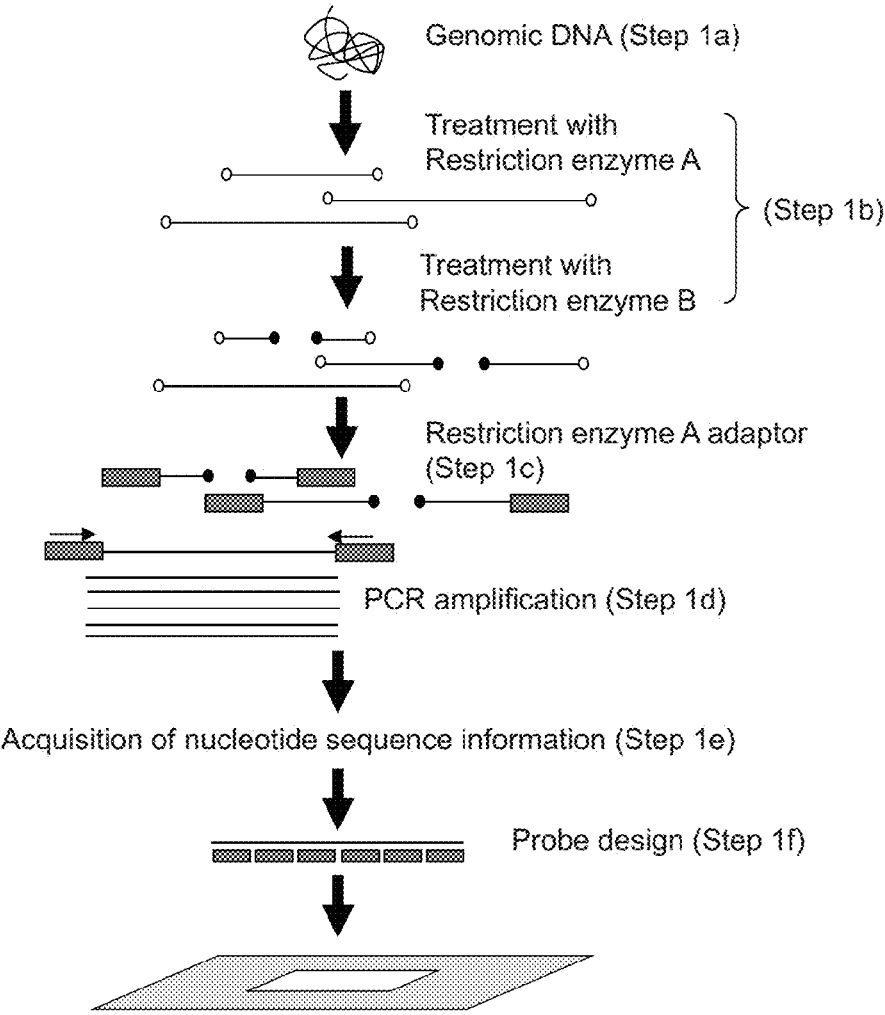 Genomic DNA (Step 1a)
Treatment with
Restriction enzyme A
(Step 1b)
Treatment with
Restriction enzyme B
Restriction enzyme A adaptor
(Step 1c)
PCR amplification (Step 1d)
Acquisition of nucleotide sequence information (Step 1e)
Probe design (Step 1f)